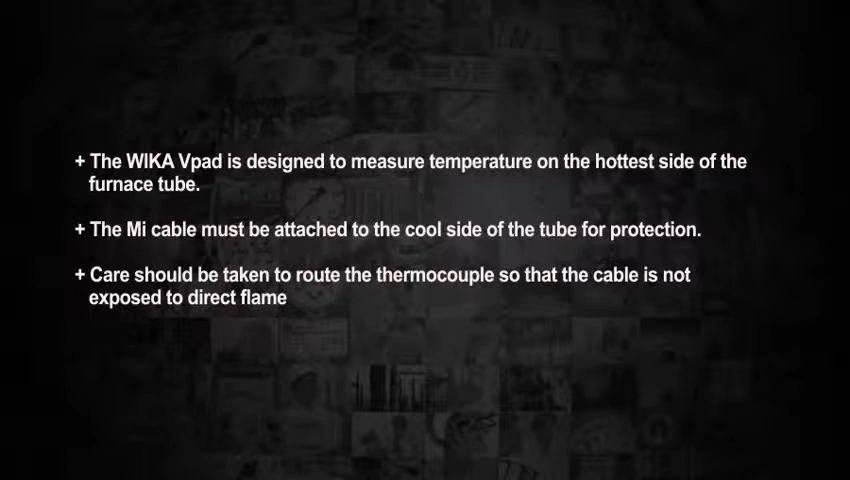 + The WIKA Vpad is designed to measure temperature on the hottest side of the
furnace tube.
+ The Mi cable must be attached to the cool side of the tube for protection.
+ Care should be taken to route the thermocouple so that the cable is not
exposed to direct flame